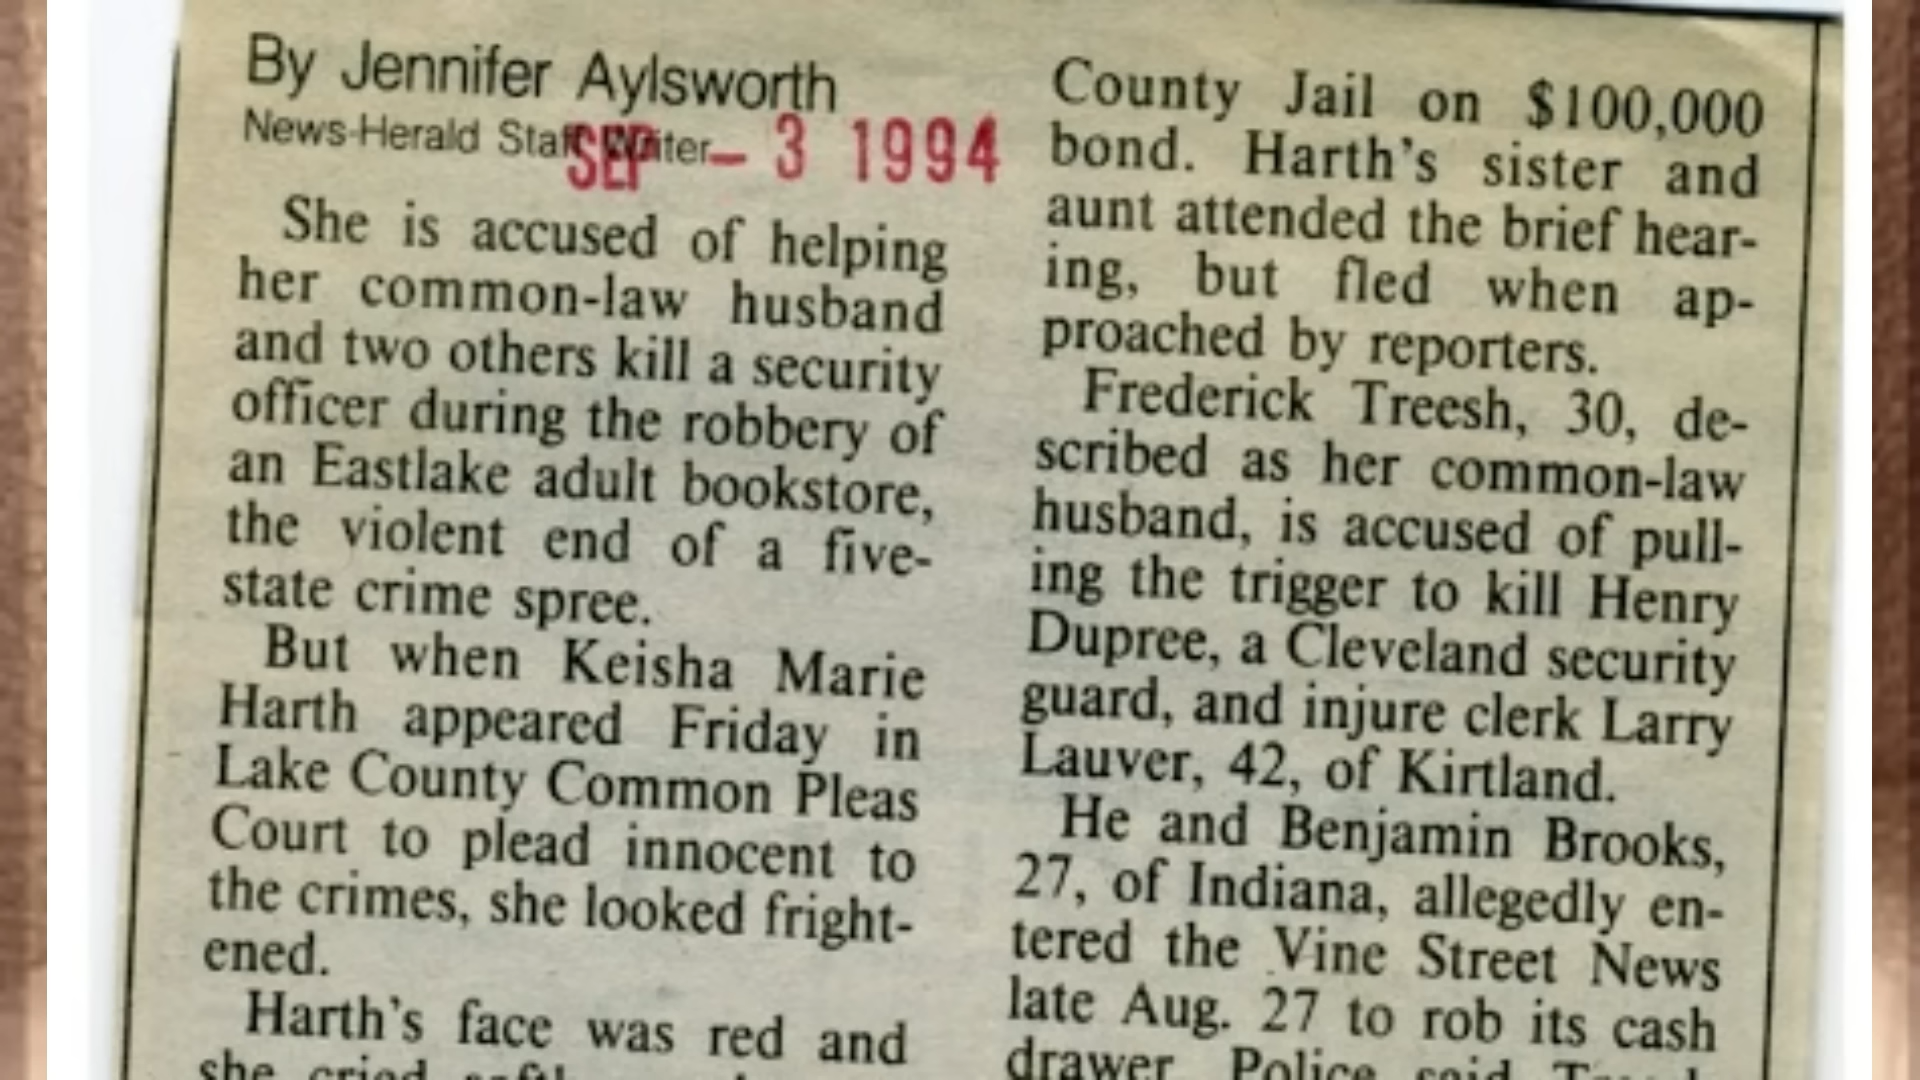 By Jennifer Aylsworth
News-Herald Staff Writer
SEP - 3 1994
She is accused of helping
her common-law husband
and two others kill a security
officer during the robbery of
an Eastlake adult bookstore,
the violent end of a five-
state crime spree.
But when Keisha Marie
Harth appeared Friday in
Lake County Common Pleas
Court to plead innocent to
the crimes, she looked fright-
ened.
Harth's face was red and
she cried
County Jail on $100,000
bond. Harth's sister and
aunt attended the brief hear-
ing, but fled when ap-
proached by reporters.
Frederick Treesh, 30, de-
scribed as her common-law
husband, is accused of pull-
ing the trigger to kill Henry
Dupree, a Cleveland security
guard, and injure clerk Larry
Lauver, 42, of Kirtland.
He and Benjamin Brooks,
27, of Indiana, allegedly en-
tered the Vine Street News
late Aug. 27 to rob its cash
drawer. Police said